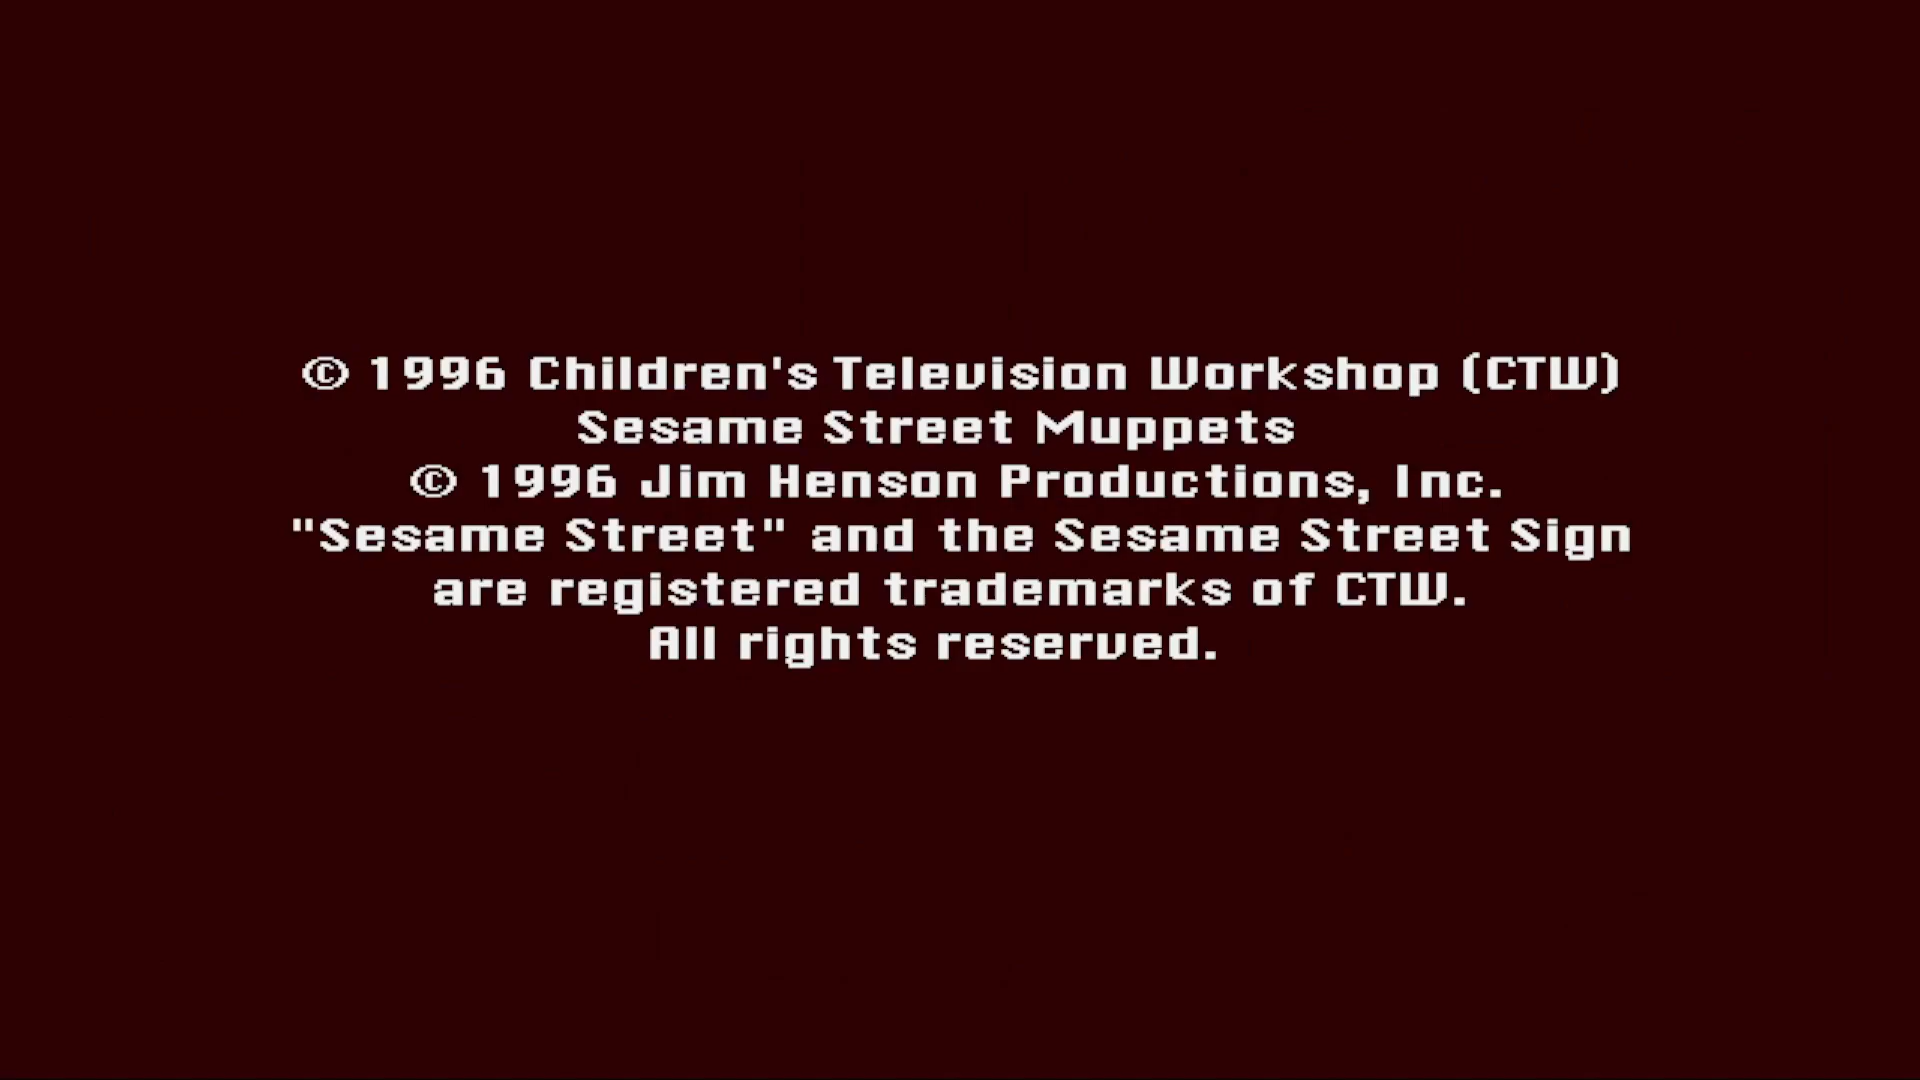 © 1996 Children's Television Workshop (CTW)
Sesame Street Muppets
© 1996 Jim Henson Productions, Inc.
"Sesame Street" and the Sesame Street Sign
are registered trademarks of CTW.
All rights reserved.